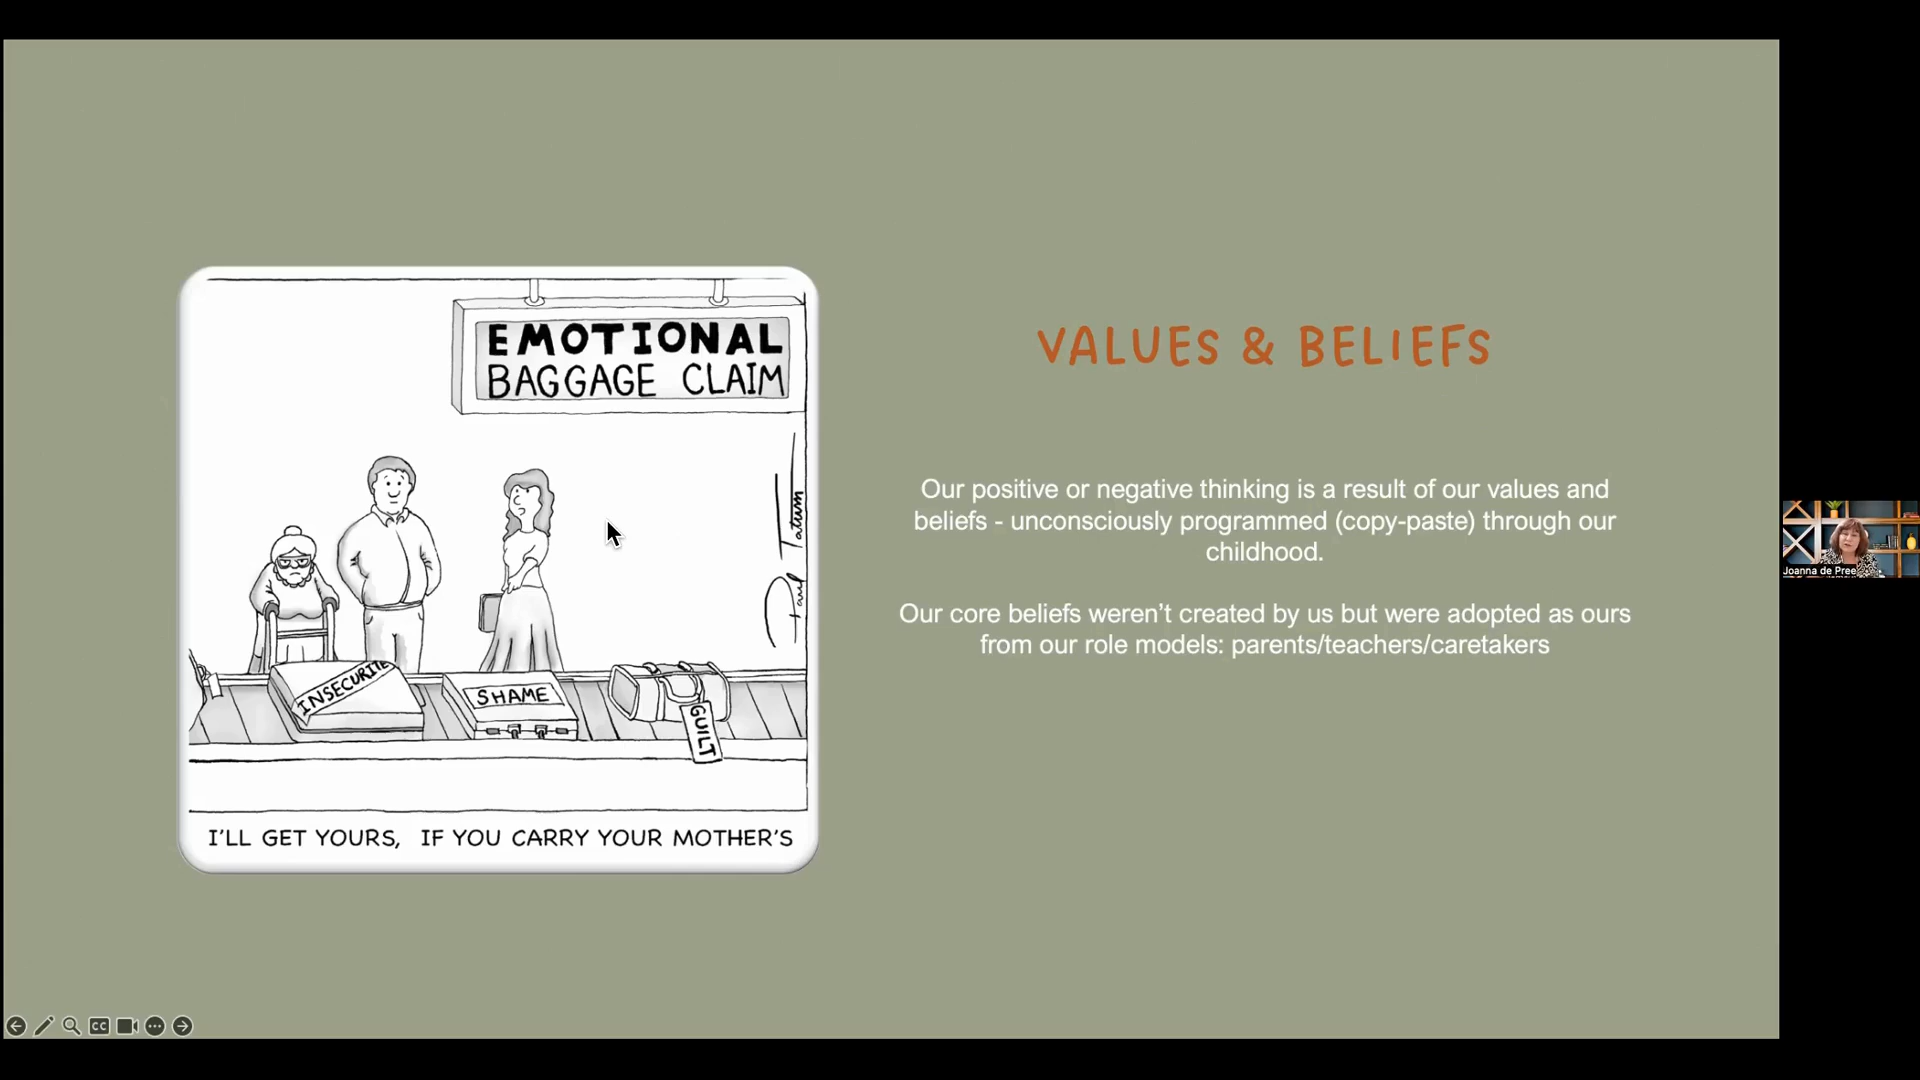 EMOTIONAL
BAGGAGE CLAIM
Paul Tatum
INSECURITIE
SHAME
GUILT
I'LL GET YOURS, IF YOU CARRY YOUR MOTHER'S
VALUES & BELIEFS
Our positive or negative thinking is a result of our values and
beliefs - unconsciously programmed (copy-paste) through our
childhood.
Our core beliefs weren't created by us but were adopted as ours
from our role models: parents/teachers/caretakers
Joanna de Pree
CC